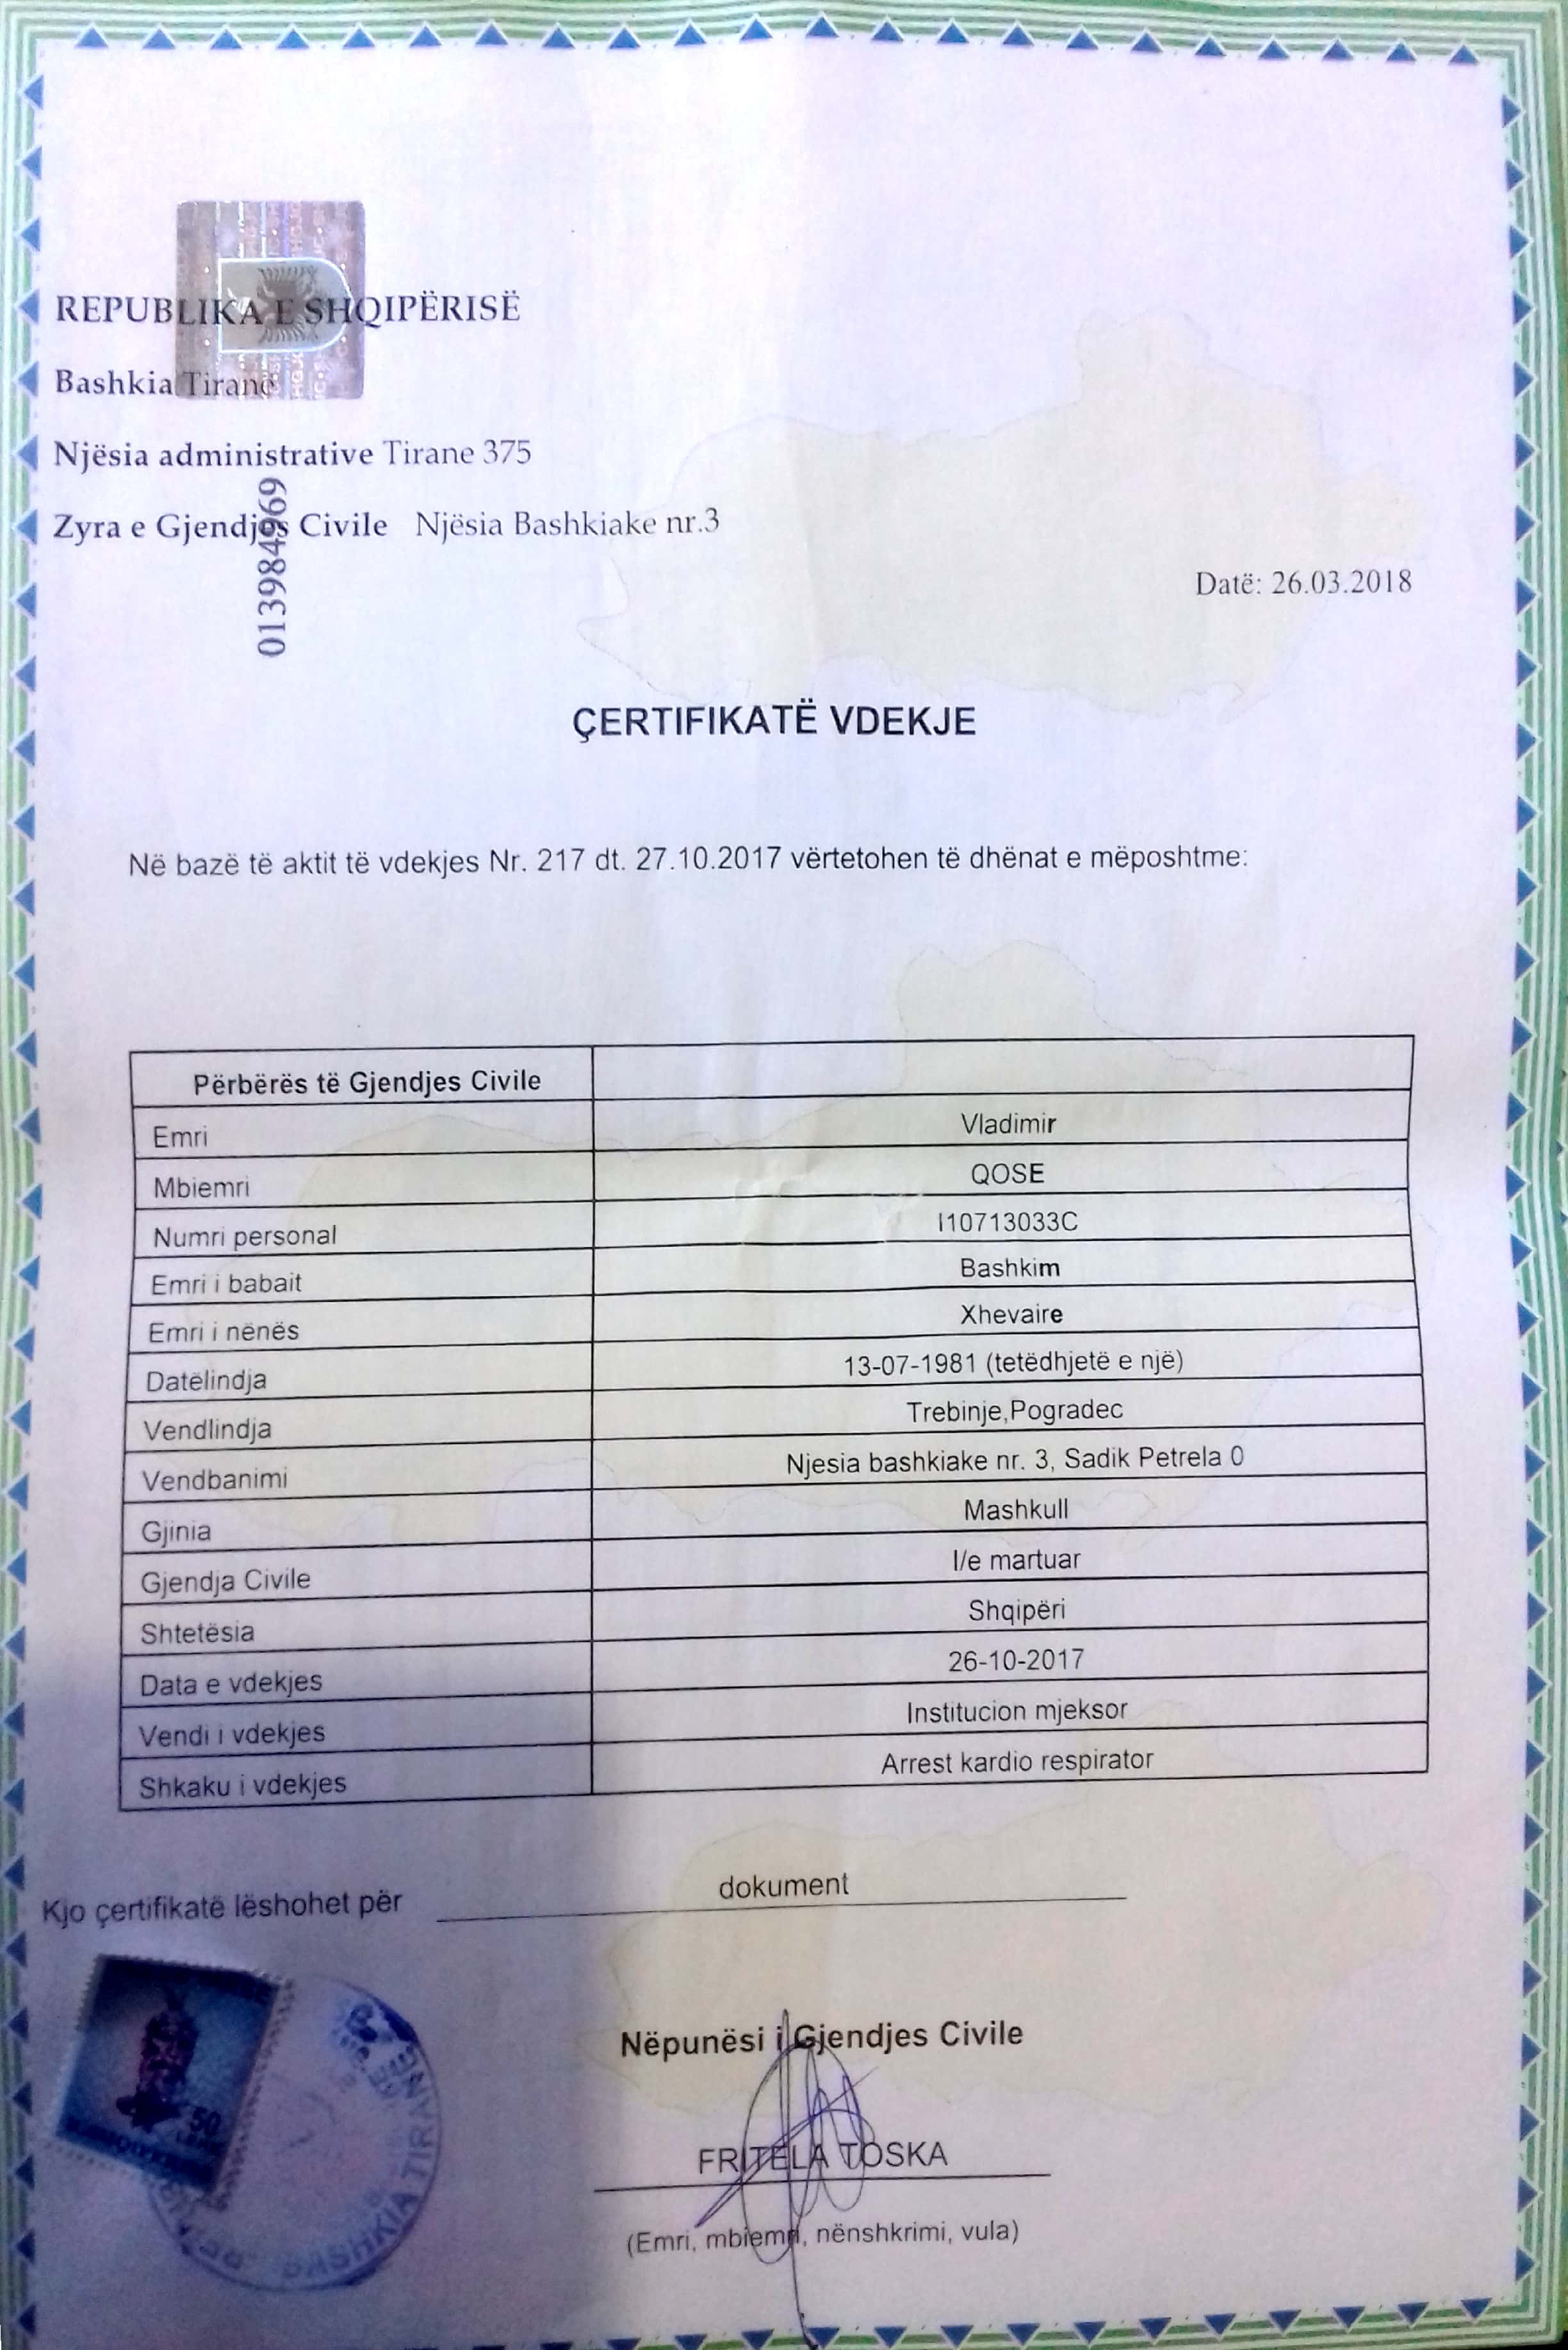 REPUBLIKA E SHQIPËRISË
Bashkia Tiranë
Njësia administrative Tirane 375
Zyra e Gjendjes Civile Njësia Bashkiake nr.3
013984969
Datë: 26.03.2018
ÇERTIFIKATË VDEKJE
Në bazë të aktit të vdekjes Nr. 217 dt. 27.10.2017 vërtetohen të dhënat e mëposhtme:
Përbërës të Gjendjes Civile
Emri Vladimir
Mbiemri QOSE
Numri personal I10713033C
Emri i babait Bashkim
Emri i nënës Xhevaire
Datëlindja 13-07-1981 (tetëdhjetë e një)
Vendlindja Trebinje,Pogradec
Vendbanimi Njesia bashkiake nr. 3, Sadik Petrela 0
Gjinia Mashkull
Gjendja Civile I/e martuar
Shtetësia Shqipëri
Data e vdekjes 26-10-2017
Vendi i vdekjes Institucion mjeksor
Shkaku i vdekjes Arrest kardio respirator
Kjo çertifikatë lëshohet për dokument
Nëpunësi i Gjendjes Civile
FRITELA TOSKA
(Emri, mbiemri, nënshkrimi, vula)
50
BASHKIA TIRANË